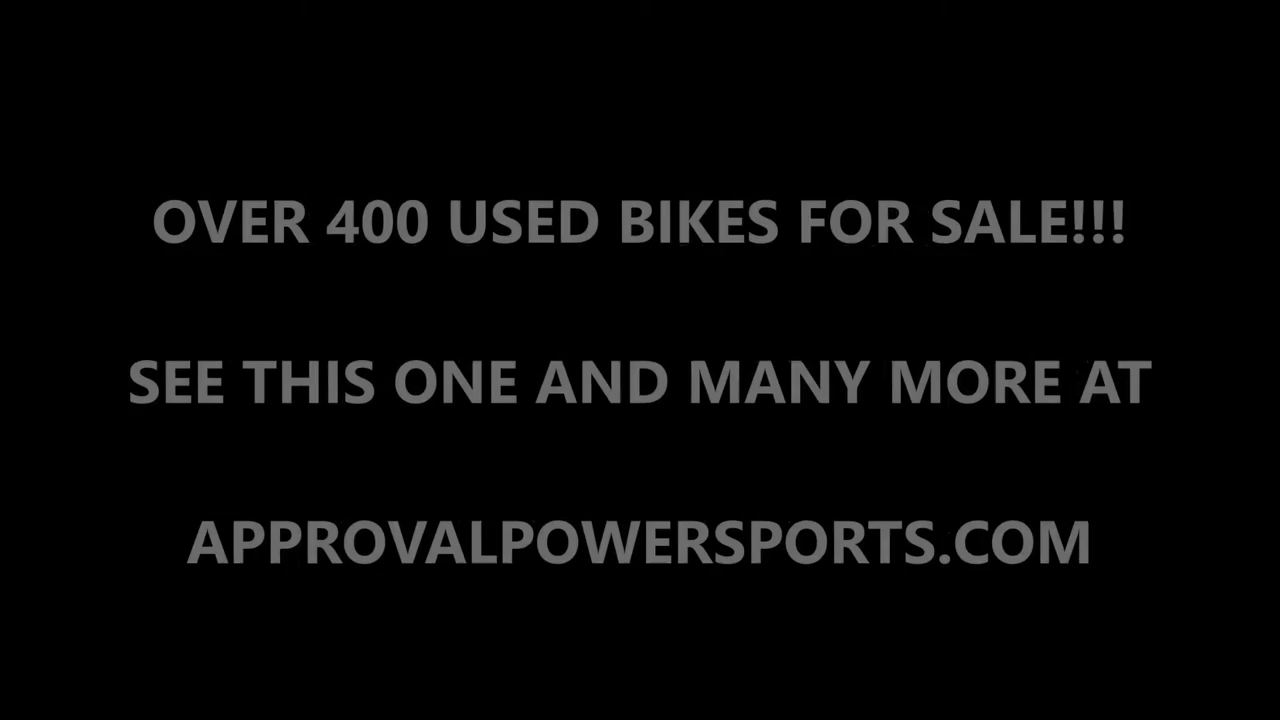 OVER 400 USED BIKES FOR SALE!!!
SEE THIS ONE AND MANY MORE AT
APPROVALPOWERSPORTS.COM